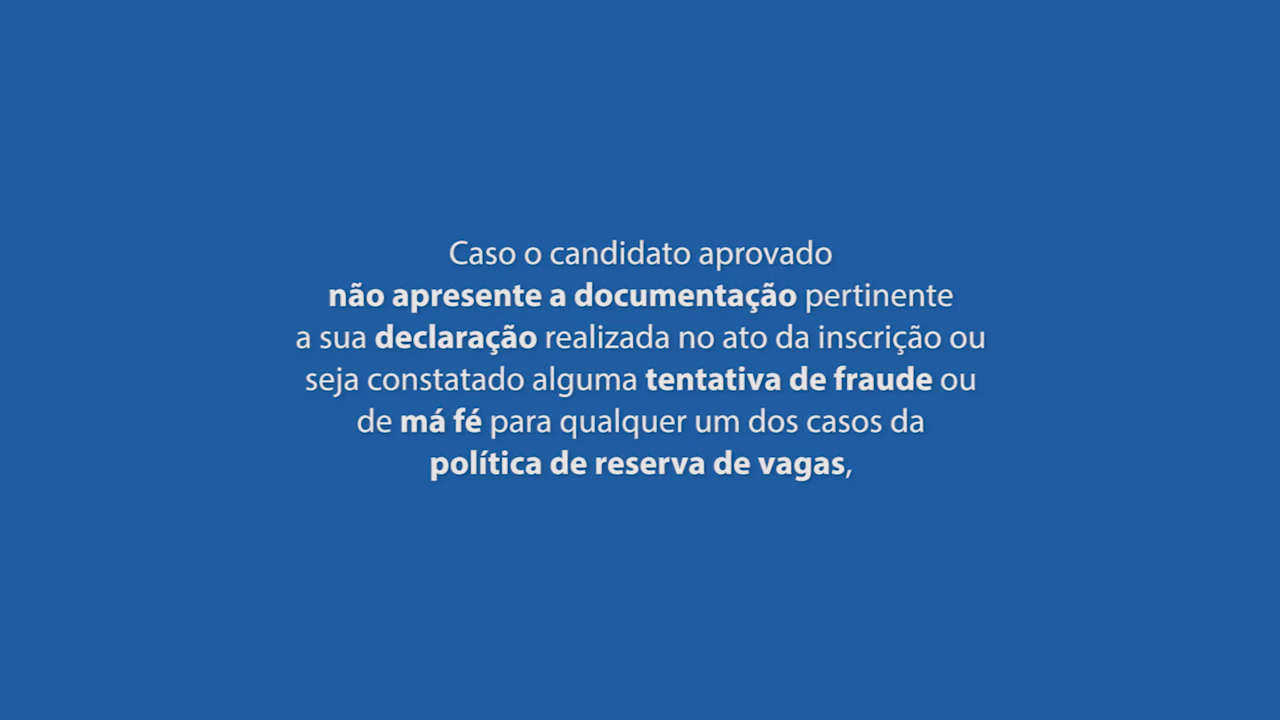 Caso o candidato aprovado
não apresente a documentação pertinente
a sua declaração realizada no ato da inscrição ou
seja constatado alguma tentativa de fraude ou
de má fé para qualquer um dos casos da
política de reserva de vagas,